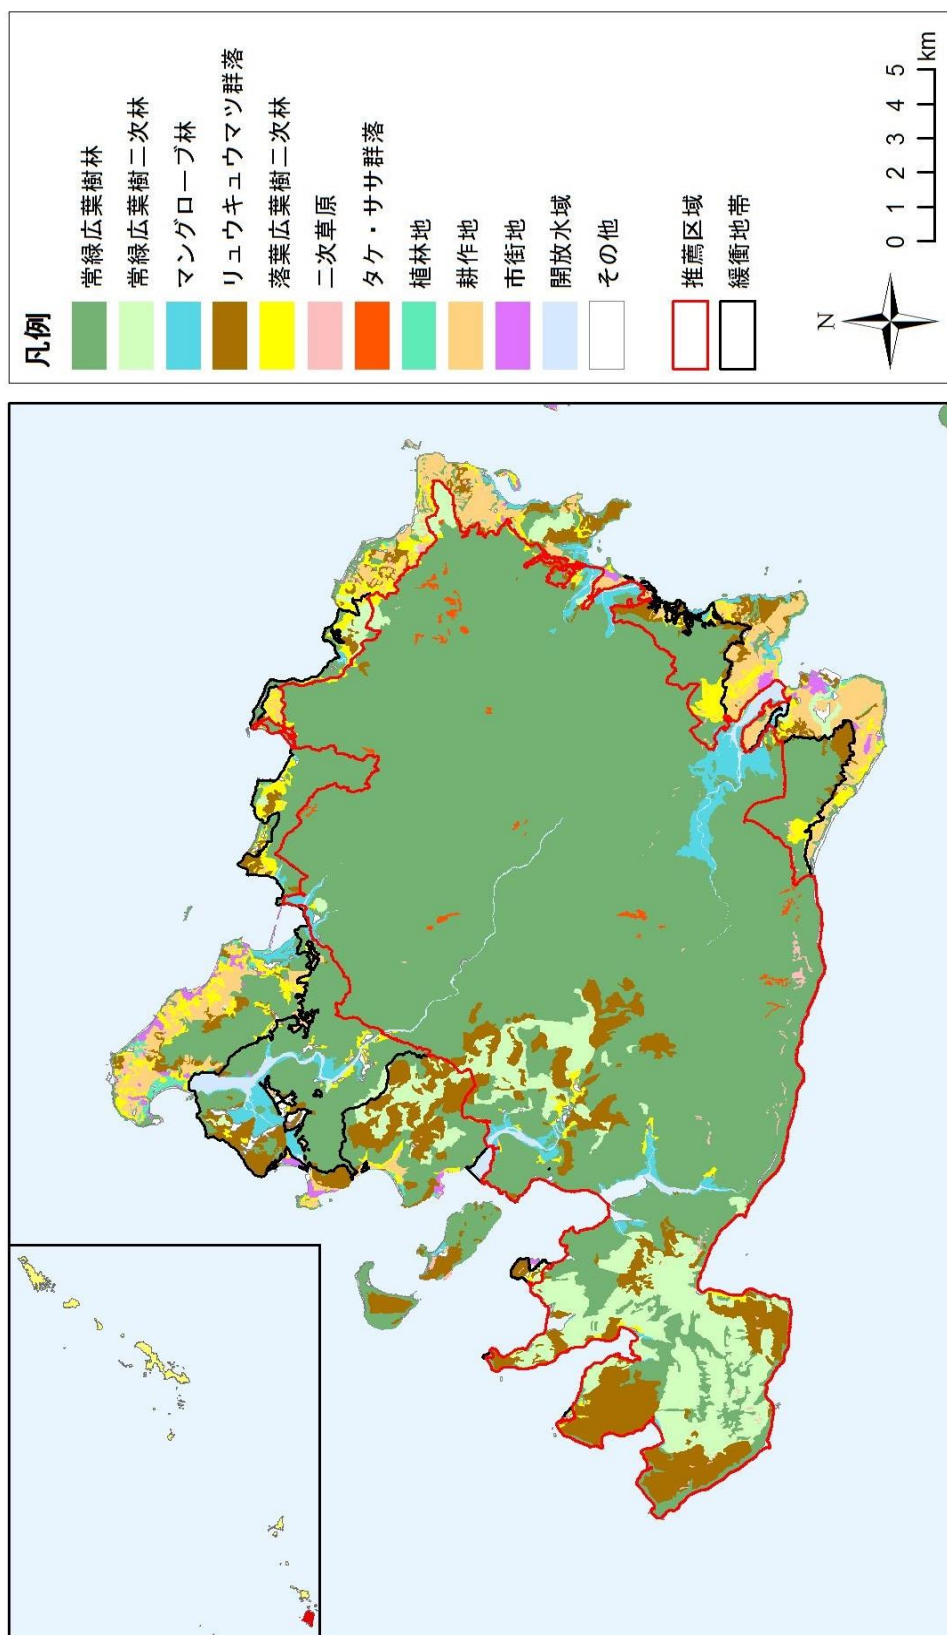 凡例
常緑広葉樹林
常緑広葉樹二次林
マングローブ林
リュウキュウマツ群落
落葉広葉樹二次林
二次草原
タケ・ササ群落
植林地
耕作地
市街地
開放水域
その他
推薦区域
緩衝地帯
N
0 1 2 3 4 5
km